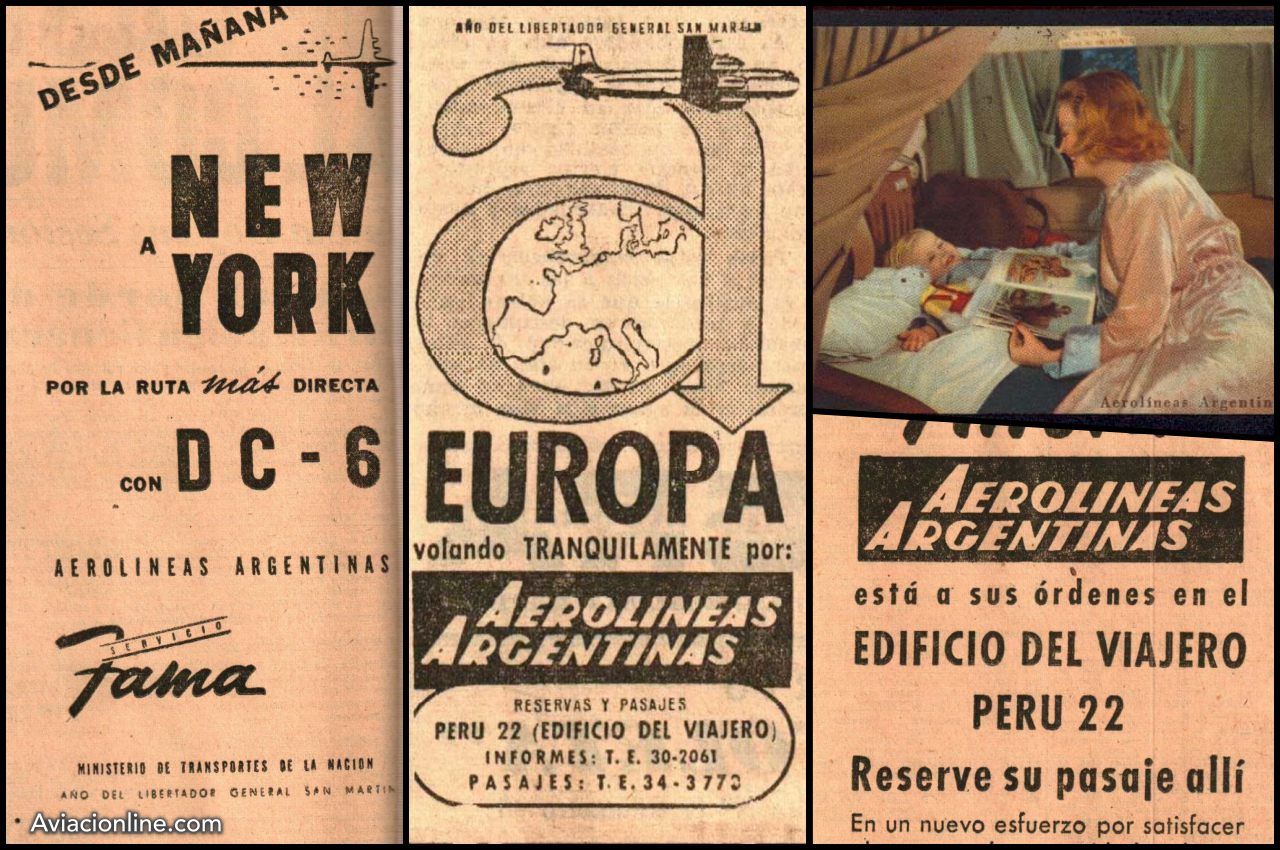 DESDE MAÑANA
A NEW
YORK
POR LA RUTA más DIRECTA
CON DC-6
AEROLINEAS ARGENTINAS
SERVICIO
Fama
MINISTERIO DE TRANSPORTES DE LA NACION
AÑO DEL LIBERTADOR GENERAL SAN MARTIN
Aviacionline.com
AÑO DEL LIBERTADOR GENERAL SAN MARTIN
a
EUROPA
volando TRANQUILAMENTE por:
AEROLINEAS
ARGENTINAS
RESERVAS Y PASAJES
PERU 22 (EDIFICIO DEL VIAJERO)
INFORMES: T. E. 30-2061
PASAJES: T. E. 34-3773
Aerolíneas Argentin
AEROLINEAS
ARGENTINAS
está a sus órdenes en el
EDIFICIO DEL VIAJERO
PERU 22
Reserve su pasaje allí
En un nuevo esfuerzo por satisfacer